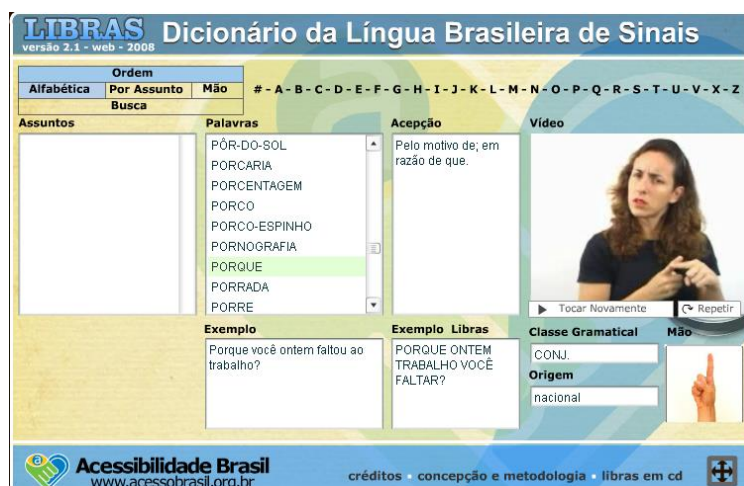 LIBRAS
versão 2.1 - web - 2008
Dicionário da Língua Brasileira de Sinais
Ordem
Alfabética Por Assunto Mão
Busca
# - A - B - C - D - E - F - G - H - I - J - K - L - M - N - O - P - Q - R - S - T - U - V - X - Z
Assuntos
Palavras
PÔR-DO-SOL
PORCARIA
PORCENTAGEM
PORCO
PORCO-ESPINHO
PORNOGRAFIA
PORQUE
PORRADA
PORRE
Acepção
Pelo motivo de; em
razão de que.
Vídeo
Tocar Novamente
Repetir
Exemplo
Porque você ontem faltou ao
trabalho?
Exemplo Libras
PORQUE ONTEM
TRABALHO VOCÊ
FALTAR?
Classe Gramatical
CONJ.
Origem
nacional
Mão
a
Acessibilidade Brasil
www.acessobrasil.org.br
créditos - concepção e metodologia - libras em cd